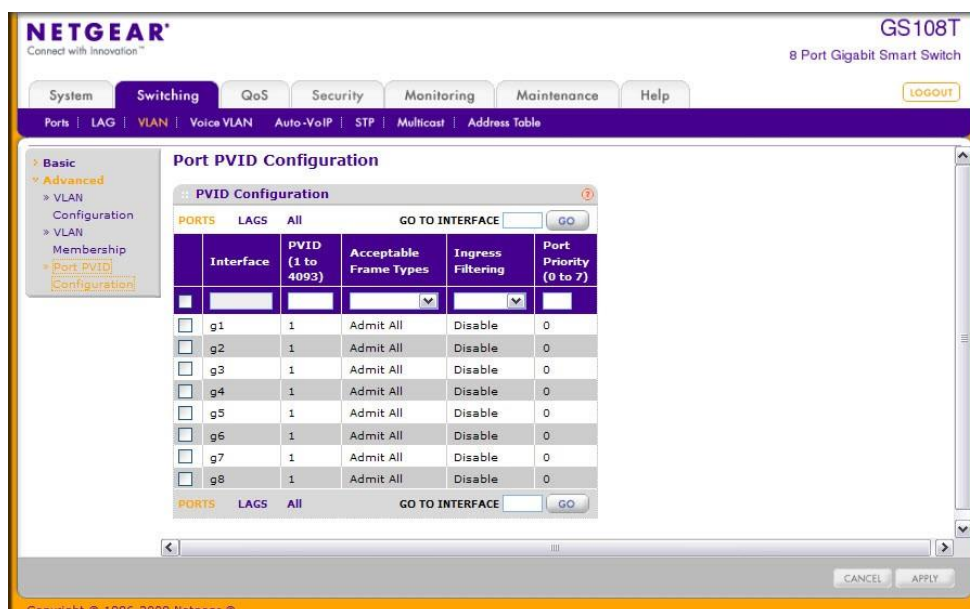 NETGEAR®
Connect with Innovation™
GS108T
8 Port Gigabit Smart Switch
System Switching QoS Security Monitoring Maintenance Help LOGOUT
Ports | LAG | VLAN | Voice VLAN Auto-VoIP | STP | Multicast | Address Table
Basic
Advanced
» VLAN Configuration
» VLAN Membership
» Port PVID Configuration
Port PVID Configuration
PVID Configuration
PORTS LAGS All GO TO INTERFACE GO
Interface PVID (1 to 4093) Acceptable Frame Types Ingress Filtering Port Priority (0 to 7)
g1 1 Admit All Disable 0
g2 1 Admit All Disable 0
g3 1 Admit All Disable 0
g4 1 Admit All Disable 0
g5 1 Admit All Disable 0
g6 1 Admit All Disable 0
g7 1 Admit All Disable 0
g8 1 Admit All Disable 0
PORTS LAGS All GO TO INTERFACE GO
CANCEL APPLY
Copyright © 1996-2009 Netgear ®